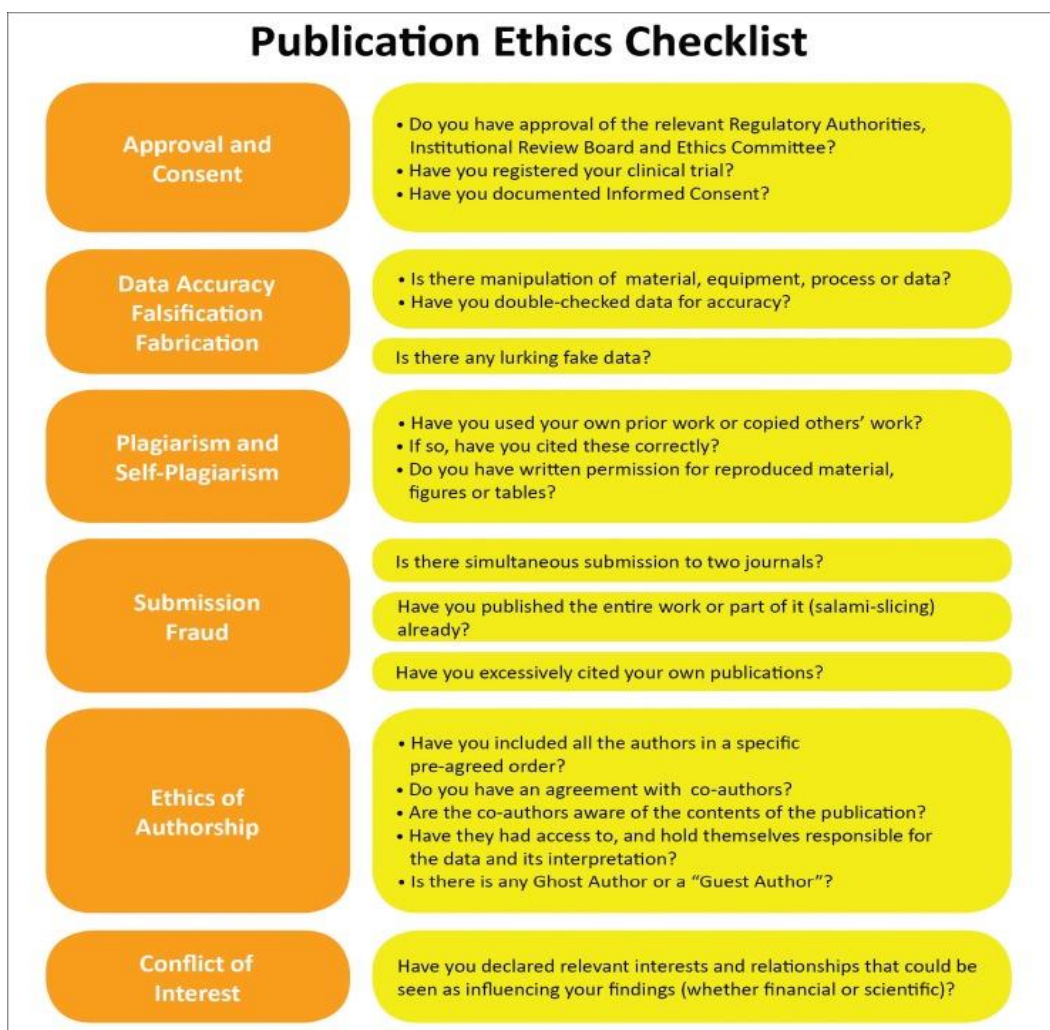 Publication Ethics Checklist
Approval and
Consent
• Do you have approval of the relevant Regulatory Authorities,
Institutional Review Board and Ethics Committee?
• Have you registered your clinical trial?
• Have you documented Informed Consent?
Data Accuracy
Falsification
Fabrication
• Is there manipulation of material, equipment, process or data?
• Have you double-checked data for accuracy?
Is there any lurking fake data?
Plagiarism and
Self-Plagiarism
• Have you used your own prior work or copied others’ work?
• If so, have you cited these correctly?
• Do you have written permission for reproduced material,
figures or tables?
Submission
Fraud
Is there simultaneous submission to two journals?
Have you published the entire work or part of it (salami-slicing)
already?
Have you excessively cited your own publications?
Ethics of
Authorship
• Have you included all the authors in a specific
pre-agreed order?
• Do you have an agreement with co-authors?
• Are the co-authors aware of the contents of the publication?
• Have they had access to, and hold themselves responsible for
the data and its interpretation?
• Is there is any Ghost Author or a “Guest Author”?
Conflict of
Interest
Have you declared relevant interests and relationships that could be
seen as influencing your findings (whether financial or scientific)?